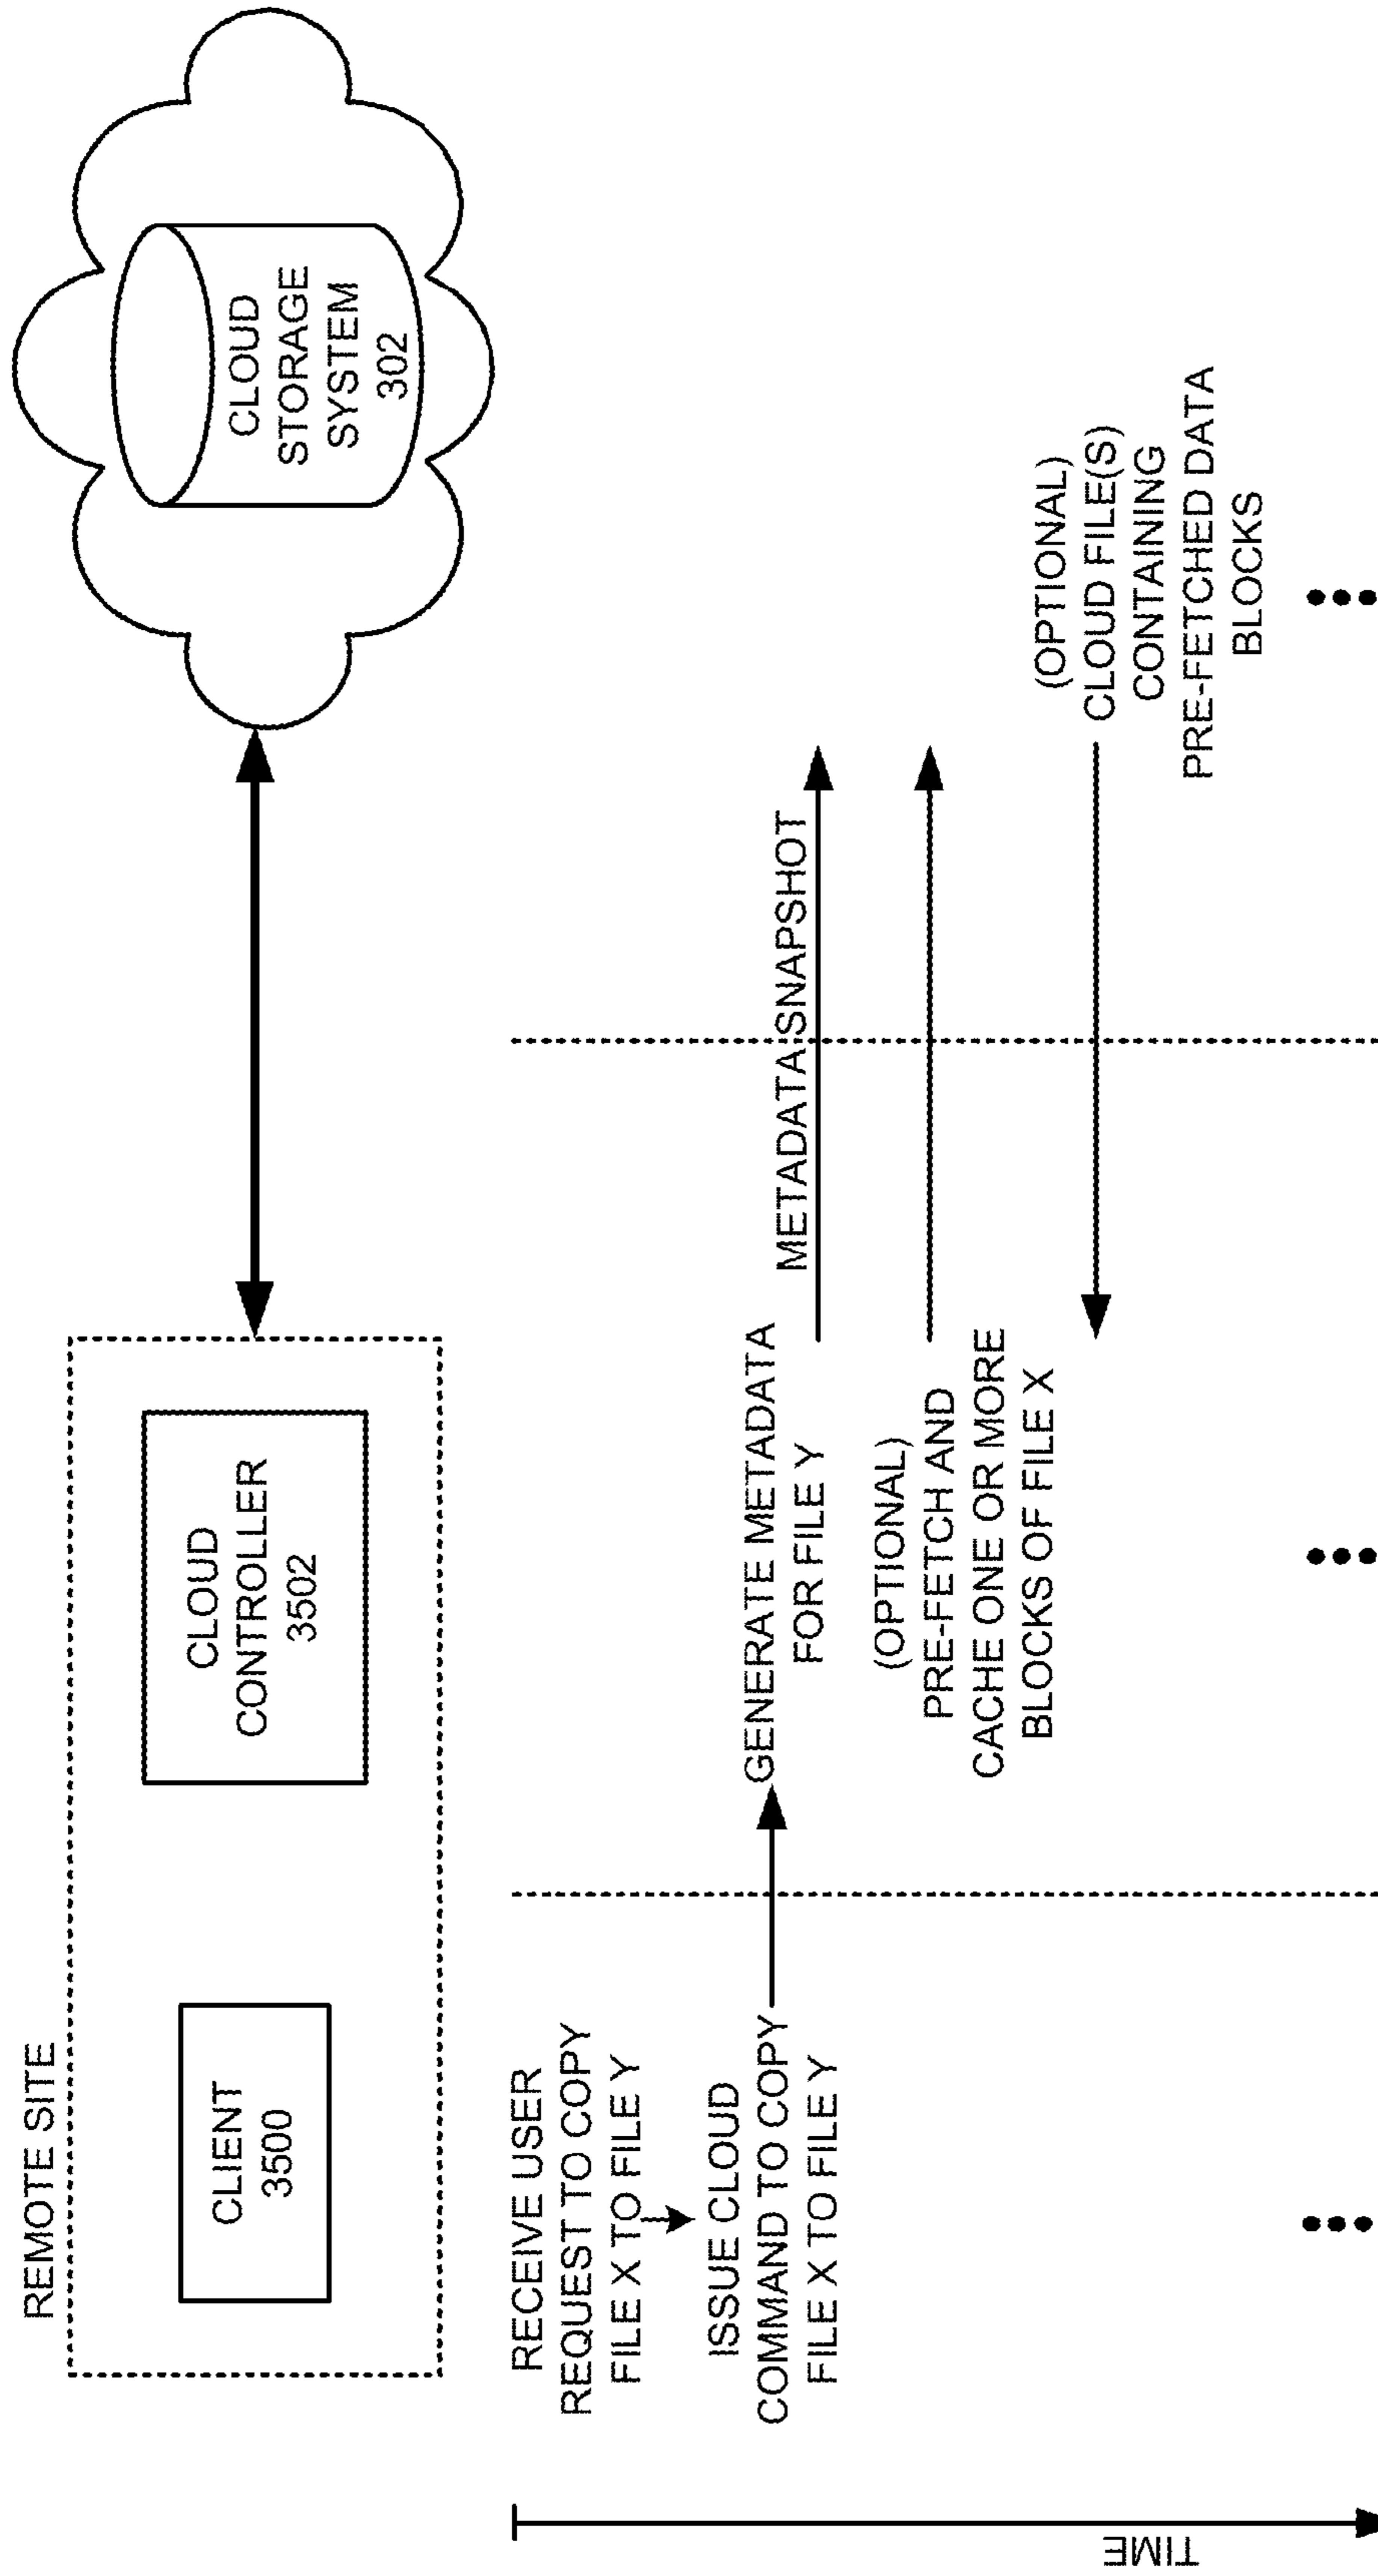 REMOTE SITE
CLIENT
3500
CLOUD
CONTROLLER
3502
CLOUD
STORAGE
SYSTEM
302
RECEIVE USER
REQUEST TO COPY
FILE X TO FILE Y
ISSUE CLOUD
COMMAND TO COPY
FILE X TO FILE Y
GENERATE METADATA
FOR FILE Y
METADATA SNAPSHOT
(OPTIONAL)
PRE-FETCH AND
CACHE ONE OR MORE
BLOCKS OF FILE X
(OPTIONAL)
CLOUD FILE(S)
CONTAINING
PRE-FETCHED DATA
BLOCKS
TIME